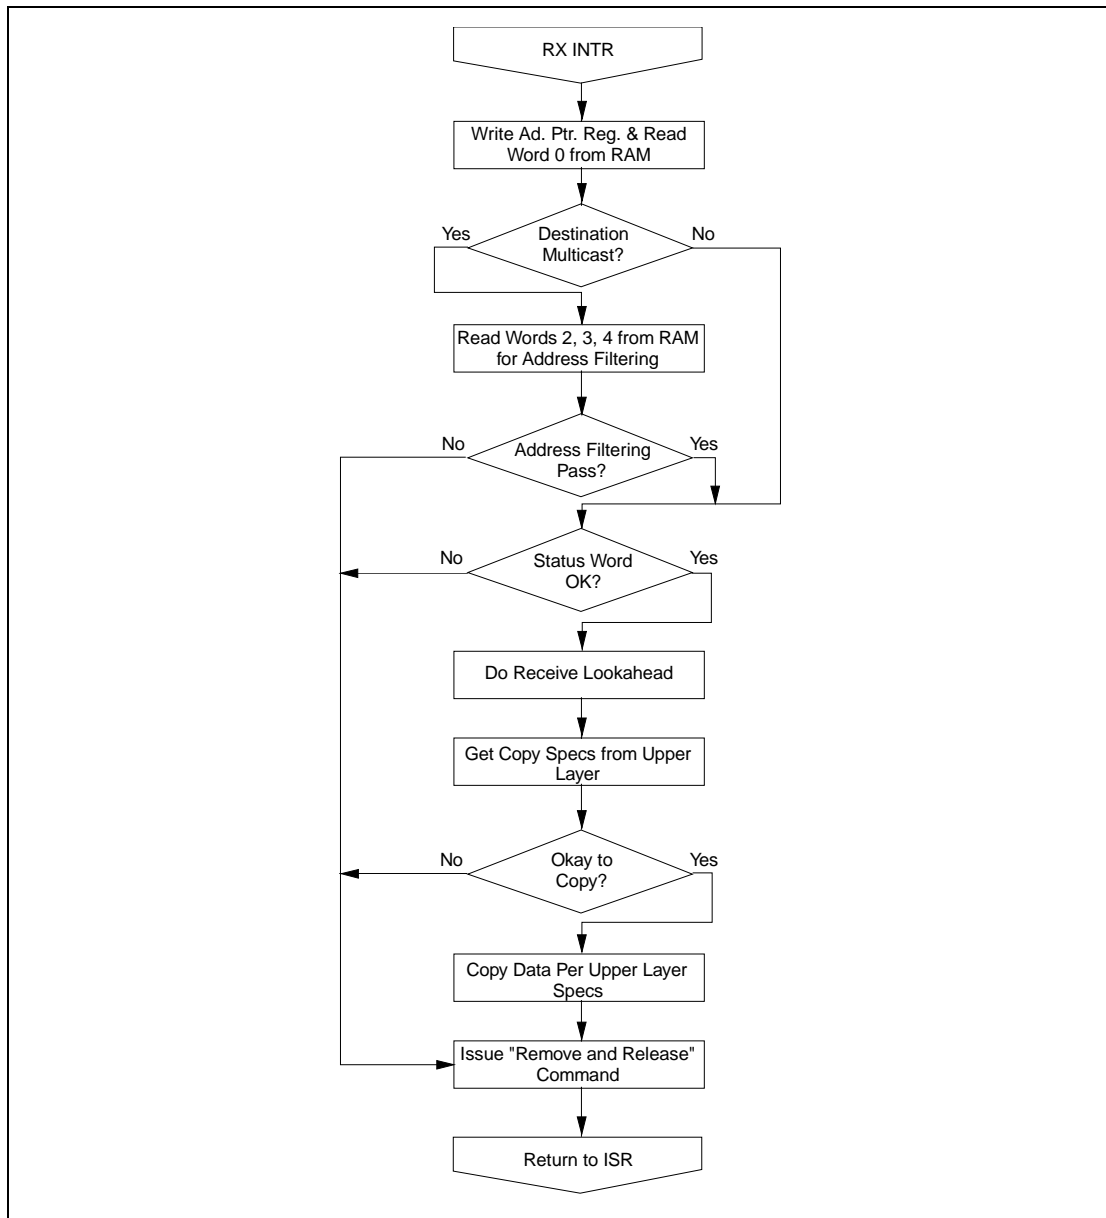 RX INTR
Write Ad. Ptr. Reg. & Read
Word 0 from RAM
Yes
Destination
Multicast?
No
Read Words 2, 3, 4 from RAM
for Address Filtering
No
Address Filtering
Pass?
Yes
No
Status Word
OK?
Yes
Do Receive Lookahead
Get Copy Specs from Upper
Layer
No
Okay to
Copy?
Yes
Copy Data Per Upper Layer
Specs
Issue "Remove and Release"
Command
Return to ISR